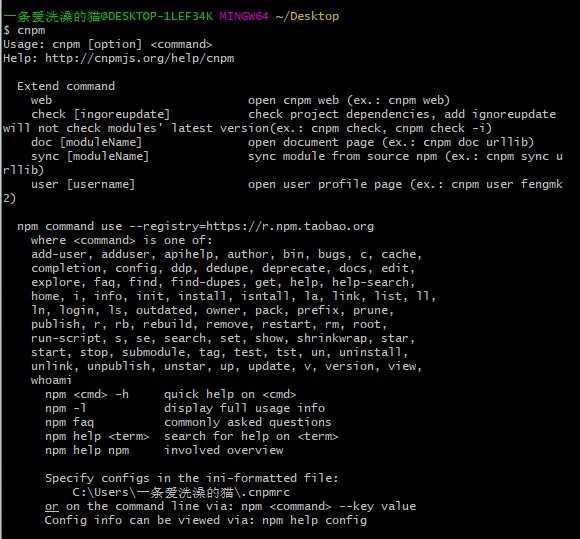 一条爱洗澡的猫@DESKTOP-1LEF34K MINGW64 ~/Desktop
$ cnpm
Usage: cnpm [option] <command>
Help: http://cnpmjs.org/help/cnpm
Extend command
web open cnpm web (ex.: cnpm web)
check [ingoreupdate] check project dependencies, add ignoreupdate
will not check modules' latest version(ex.: cnpm check, cnpm check -i)
doc [moduleName] open document page (ex.: cnpm doc urllib)
sync [moduleName] sync module from source npm (ex.: cnpm sync u
rllib)
user [username] open user profile page (ex.: cnpm user fengmk
2)
npm command use --registry=https://r.npm.taobao.org
where <command> is one of:
add-user, adduser, apihelp, author, bin, bugs, c, cache,
completion, config, ddp, dedupe, deprecate, docs, edit,
explore, faq, find, find-dupes, get, help, help-search,
home, i, info, init, install, isntall, la, link, list, ll,
ln, login, ls, outdated, owner, pack, prefix, prune,
publish, r, rb, rebuild, remove, restart, rm, root,
run-script, s, se, search, set, show, shrinkwrap, star,
start, stop, submodule, tag, test, tst, un, uninstall,
unlink, unpublish, unstar, up, update, v, version, view,
whoami
npm <cmd> -h quick help on <cmd>
npm -l display full usage info
npm faq commonly asked questions
npm help <term> search for help on <term>
npm help npm involved overview
Specify configs in the ini-formatted file:
C:\Users\一条爱洗澡的猫\.cnpmrc
or on the command line via: npm <command> --key value
Config info can be viewed via: npm help config